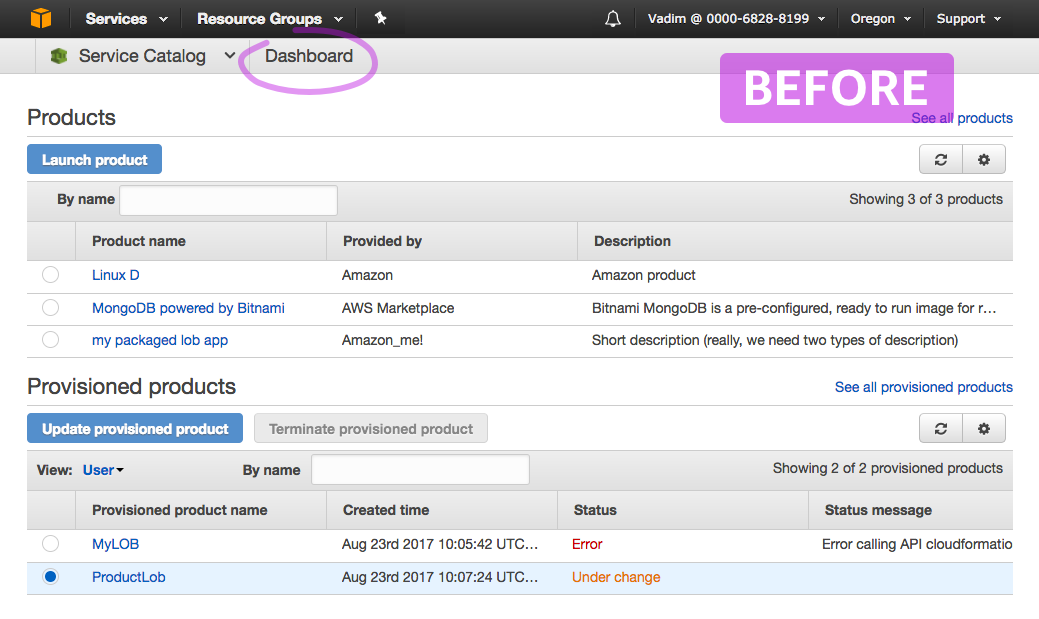 Services Resource Groups Vadim @ 0000-6828-8199 Oregon Support
Service Catalog Dashboard
BEFORE
Products See all products
Launch product
By name Showing 3 of 3 products
Product name Provided by Description
Linux D Amazon Amazon product
MongoDB powered by Bitnami AWS Marketplace Bitnami MongoDB is a pre-configured, ready to run image for r…
my packaged lob app Amazon_me! Short description (really, we need two types of description)
Provisioned products See all provisioned products
Update provisioned product Terminate provisioned product
View: User By name Showing 2 of 2 provisioned products
Provisioned product name Created time Status Status message
MyLOB Aug 23rd 2017 10:05:42 UTC… Error Error calling API cloudformatio
ProductLob Aug 23rd 2017 10:07:24 UTC… Under change